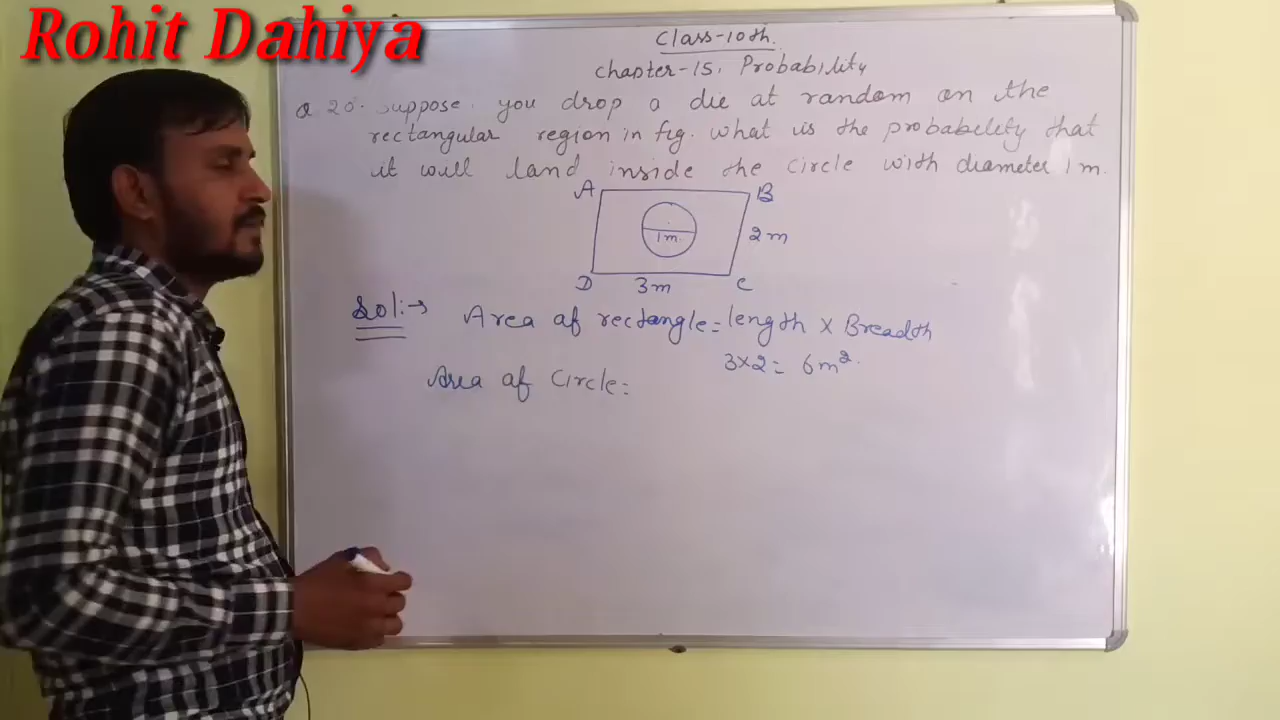 Rohit Dahiya
Class-10th.
Chapter-15, Probability
Q.20. Suppose, you drop a die at random on the
rectangular region in fig. what is the probability that
it will land inside the circle with diameter 1m.
A B
1m. 2m
D 3m C
Sol:→ Area of rectangle = length × Breadth
3×2 = 6m².
Area of Circle =